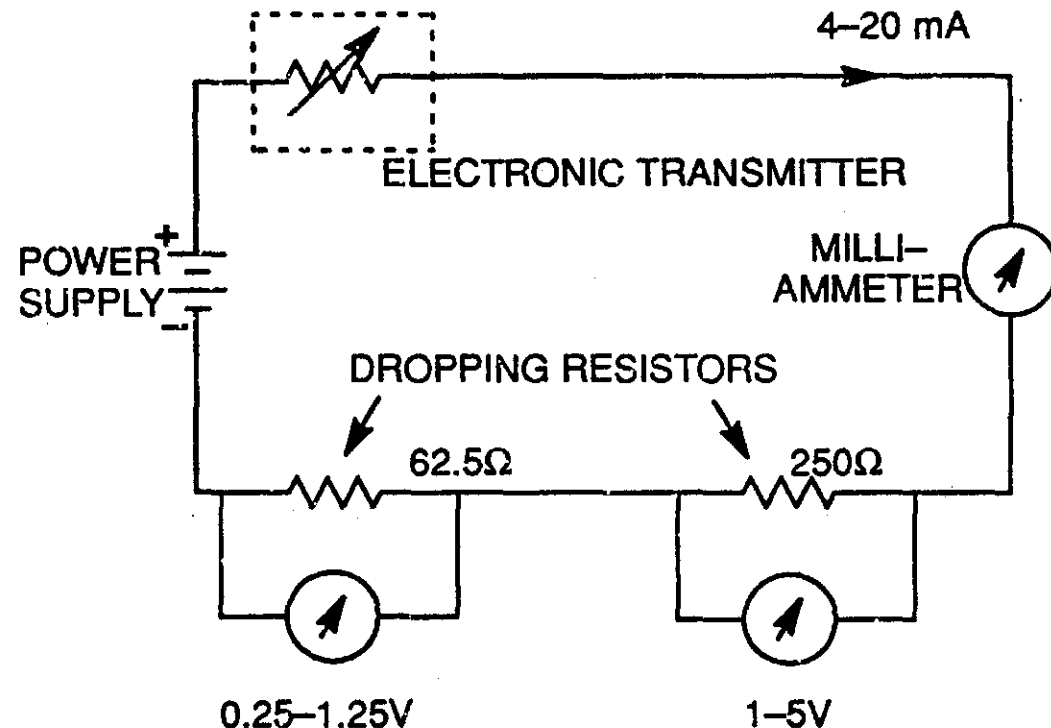 4–20 mA
ELECTRONIC TRANSMITTER
+
POWER
SUPPLY
–
MILLI–
AMMETER
DROPPING RESISTORS
62.5Ω
250Ω
0.25–1.25V
1–5V